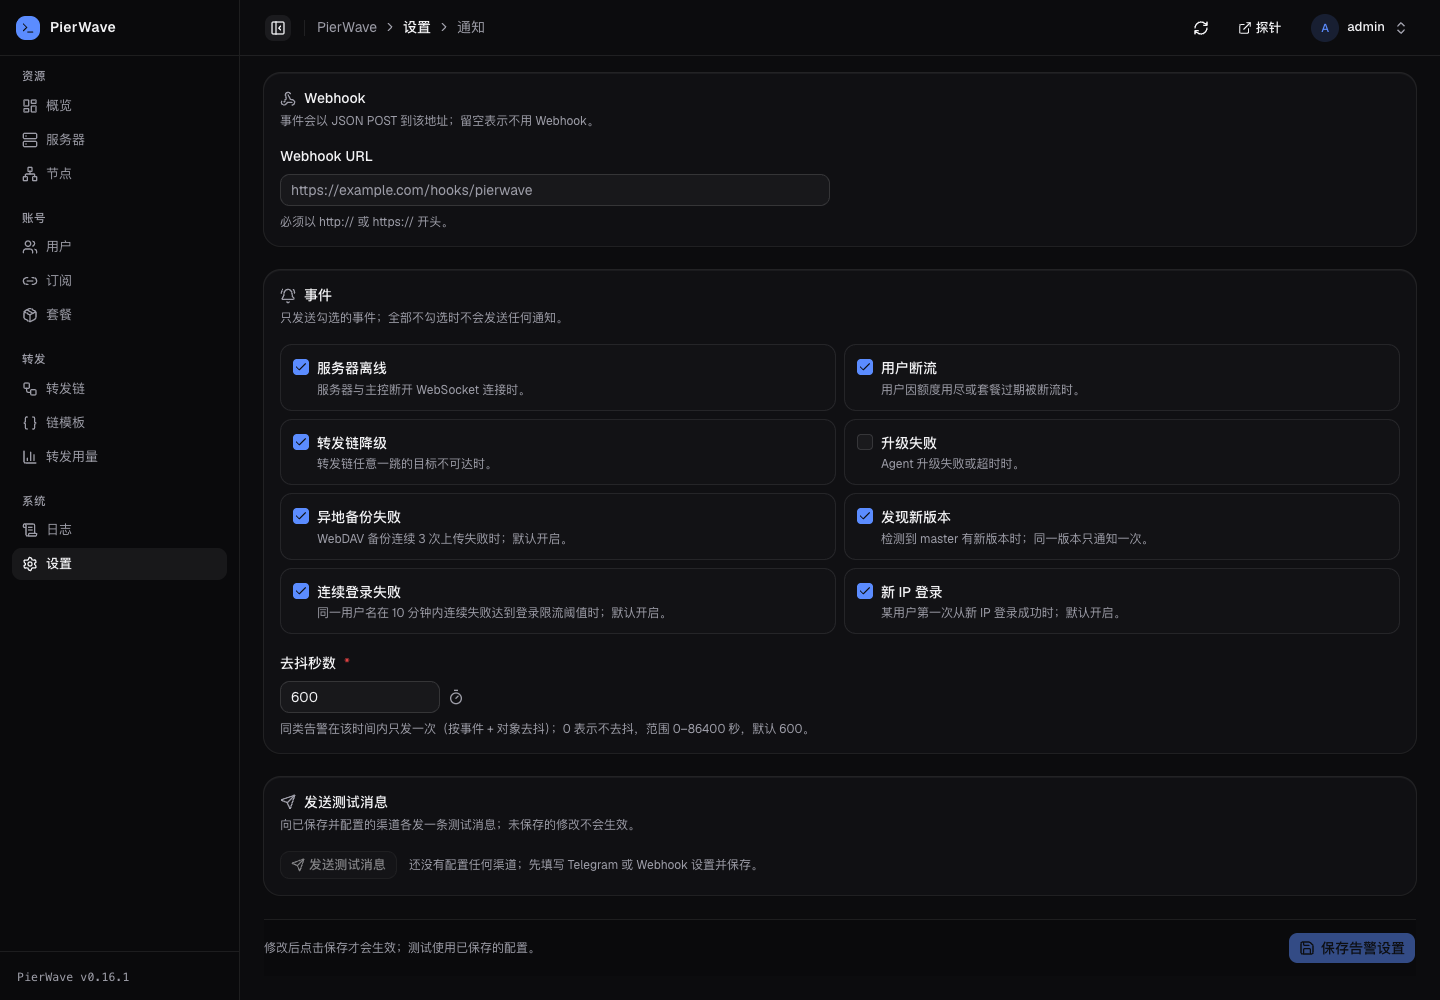 PierWave
PierWave
设置
通知
探针
A
admin
资源
概览
服务器
节点
账号
用户
订阅
套餐
转发
转发链
链模板
转发用量
系统
日志
设置
PierWave v0.16.1
Webhook
事件会以 JSON POST 到该地址；留空表示不用 Webhook。
Webhook URL
https://example.com/hooks/pierwave
必须以 http:// 或 https:// 开头。
事件
只发送勾选的事件；全部不勾选时不会发送任何通知。
服务器离线
服务器与主控断开 WebSocket 连接时。
用户断流
用户因额度用尽或套餐过期被断流时。
转发链降级
转发链任意一跳的目标不可达时。
升级失败
Agent 升级失败或超时时。
异地备份失败
WebDAV 备份连续 3 次上传失败时；默认开启。
发现新版本
检测到 master 有新版本时；同一版本只通知一次。
连续登录失败
同一用户名在 10 分钟内连续失败达到登录限流阈值时；默认开启。
新 IP 登录
某用户第一次从新 IP 登录成功时；默认开启。
去抖秒数 *
600
同类告警在该时间内只发一次（按事件 + 对象去抖）；0 表示不去抖，范围 0–86400 秒，默认 600。
发送测试消息
向已保存并配置的渠道各发一条测试消息；未保存的修改不会生效。
发送测试消息
还没有配置任何渠道；先填写 Telegram 或 Webhook 设置并保存。
修改后点击保存才会生效；测试使用已保存的配置。
保存告警设置